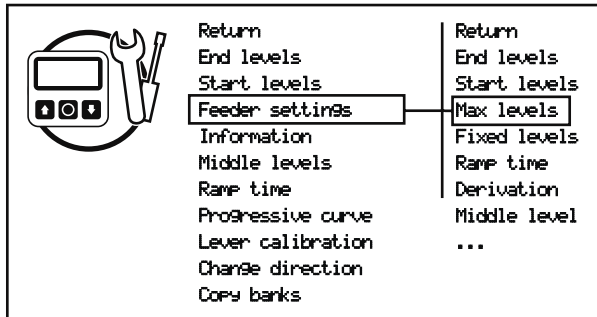 Return
End levels
Start levels
Feeder settings
Information
Middle levels
Ramp time
Progressive curve
Lever calibration
Change direction
Copy banks
Return
End levels
Start levels
Max levels
Fixed levels
Ramp time
Derivation
Middle level
...